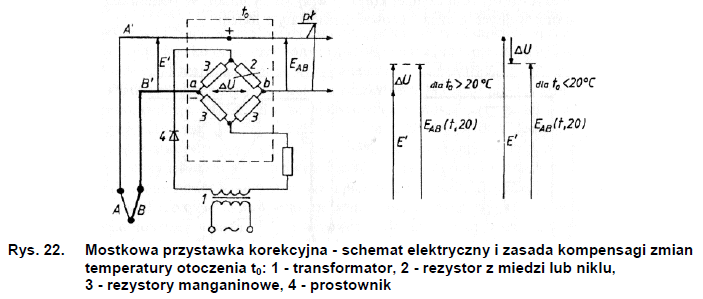 t₀
pł
A'
+
E'
3
2
E_AB
ΔU
B'
a
b
ΔU
-
3
3
4
A
B
1
~
ΔU
dla t₀>20°C
dla t₀<20°C
E_AB(t,20)
E_AB(t,20)
E'
E'
Rys. 22. Mostkowa przystawka korekcyjna - schemat elektryczny i zasada kompensagi zmian
temperatury otoczenia t₀: 1 - transformator, 2 - rezystor z miedzi lub niklu,
3 - rezystory manganinowe, 4 - prostownik